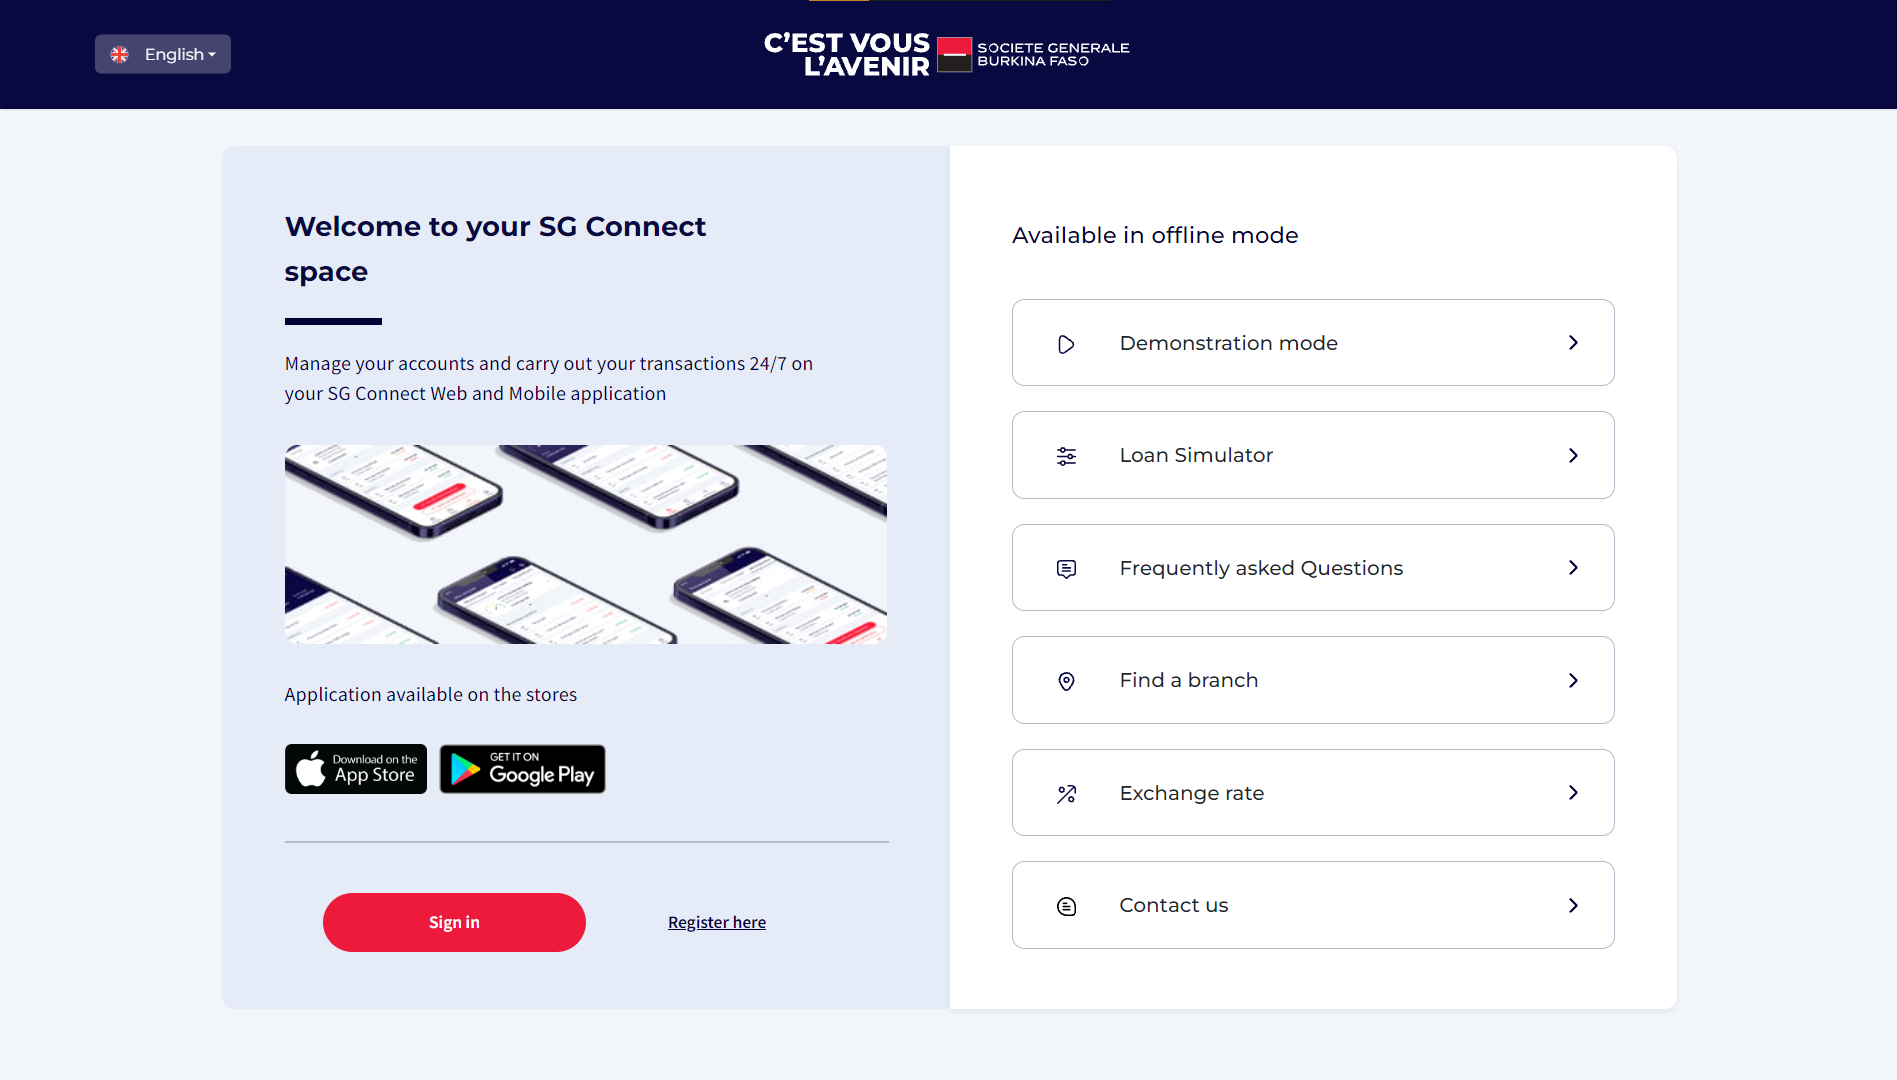 English
C'EST VOUS
L'AVENIR
SOCIETE GENERALE
BURKINA FASO
Welcome to your SG Connect
space
Manage your accounts and carry out your transactions 24/7 on
your SG Connect Web and Mobile application
Application available on the stores
Download on the
App Store
GET IT ON
Google Play
Sign in
Register here
Available in offline mode
Demonstration mode
Loan Simulator
Frequently asked Questions
Find a branch
Exchange rate
Contact us